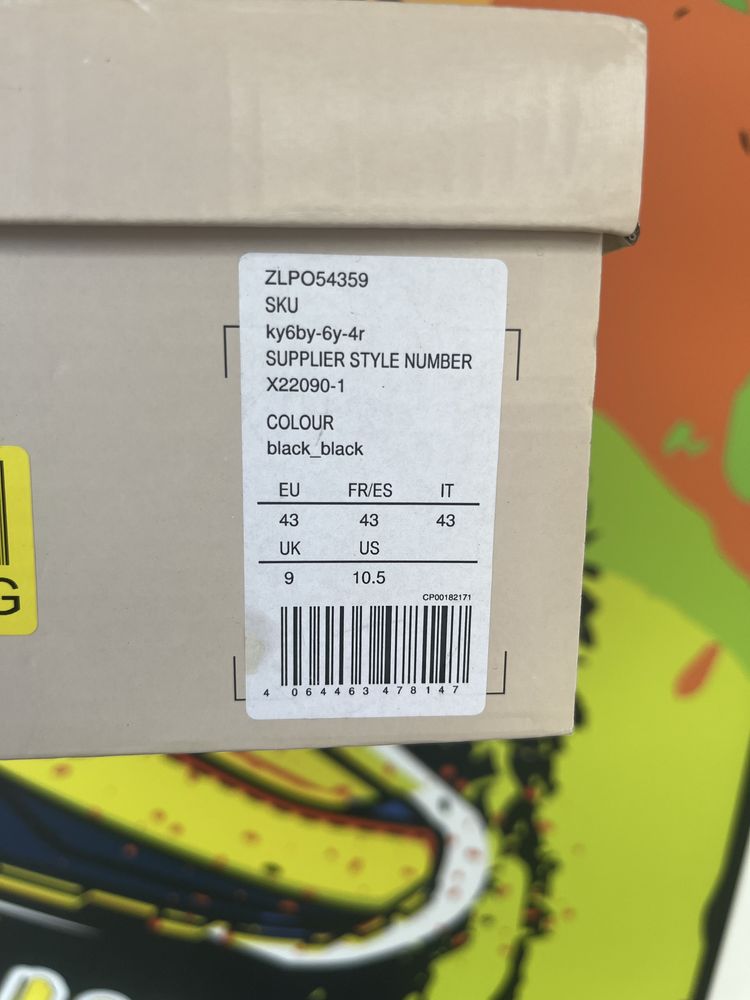 ZLPO54359
SKU
ky6by-6y-4r
SUPPLIER STYLE NUMBER
X22090-1
COLOUR
black_black
EU FR/ES IT
43 43 43
UK US
9 10.5
CP00182171
4 064463 478147
G